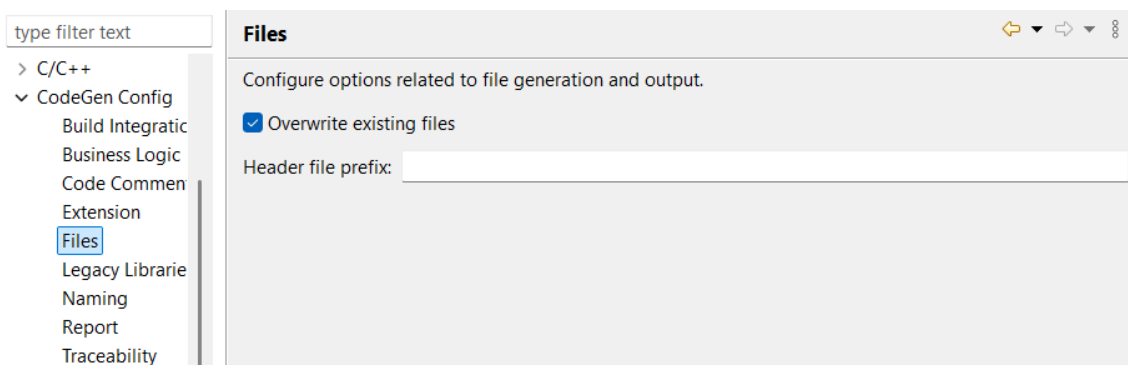 type filter text
C/C++
CodeGen Config
Build Integratic
Business Logic
Code Commen
Extension
Files
Legacy Librarie
Naming
Report
Traceability
Files
Configure options related to file generation and output.
Overwrite existing files
Header file prefix: